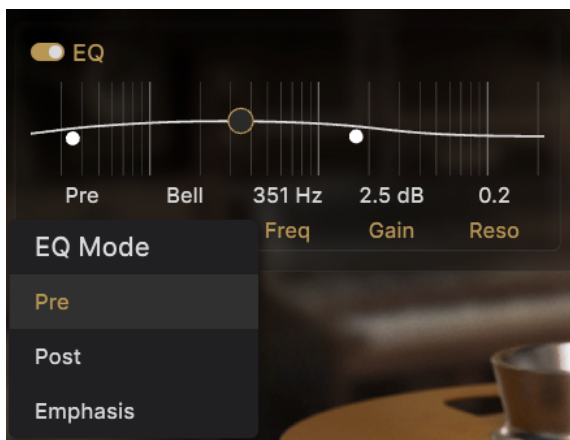 EQ
Pre Bell 351 Hz 2.5 dB 0.2
Freq Gain Reso
EQ Mode
Pre
Post
Emphasis